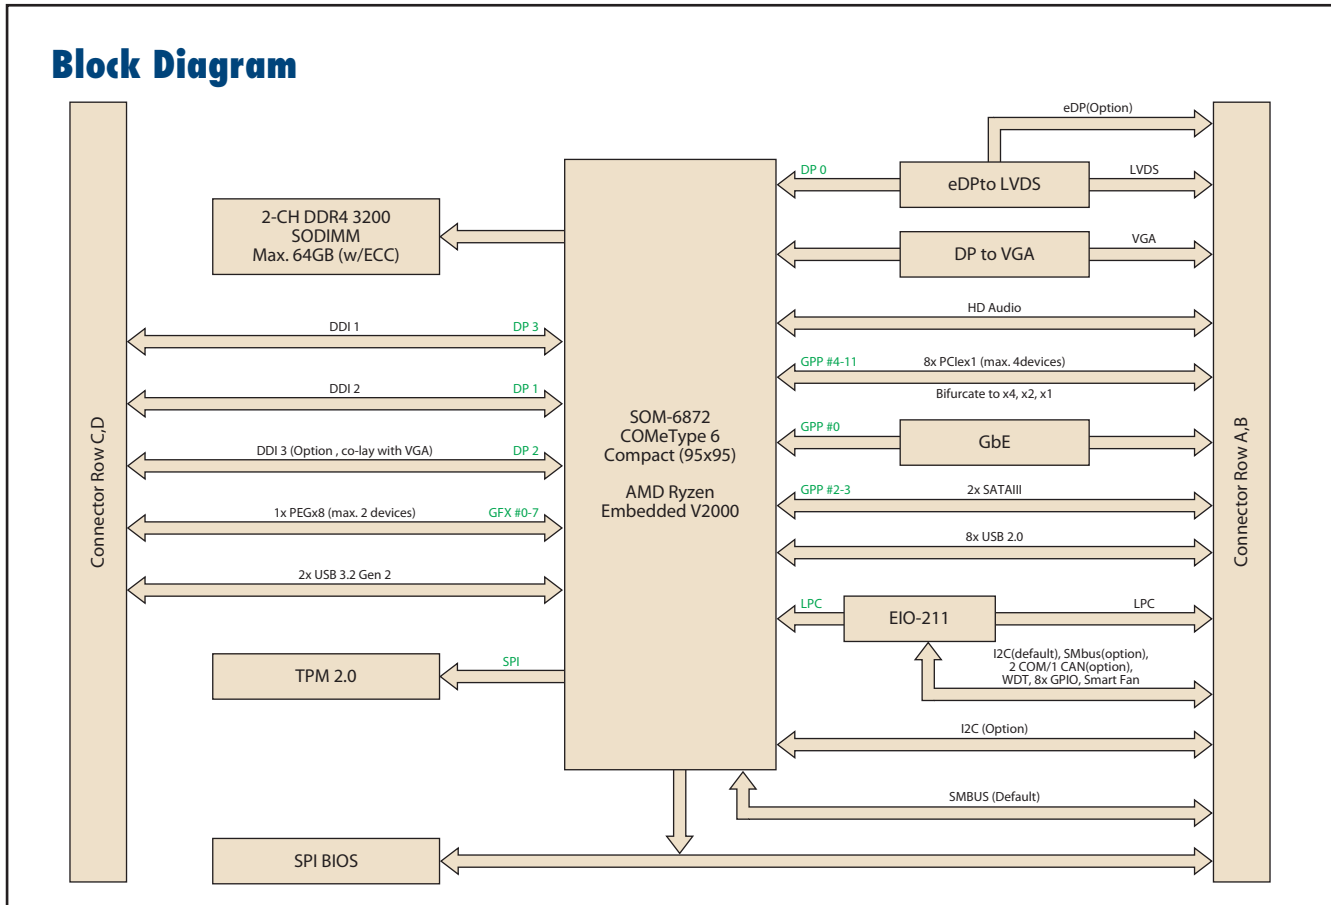 Block Diagram
Connector Row C,D
2-CH DDR4 3200
SODIMM
Max. 64GB (w/ECC)
DDI 1
DP 3
DDI 2
DP 1
DDI 3 (Option , co-lay with VGA)
DP 2
1x PEGx8 (max. 2 devices)
GFX #0-7
2x USB 3.2 Gen 2
TPM 2.0
SPI
SPI BIOS
SOM-6872
COMeType 6
Compact (95x95)
AMD Ryzen
Embedded V2000
eDP(Option)
DP 0
eDPto LVDS
LVDS
DP to VGA
VGA
HD Audio
GPP #4-11
8x PCIex1 (max. 4devices)
Bifurcate to x4, x2, x1
GPP #0
GbE
GPP #2-3
2x SATAIII
8x USB 2.0
LPC
EIO-211
LPC
I2C(default), SMbus(option),
2 COM/1 CAN(option),
WDT, 8x GPIO, Smart Fan
I2C (Option)
SMBUS (Default)
Connector Row A,B